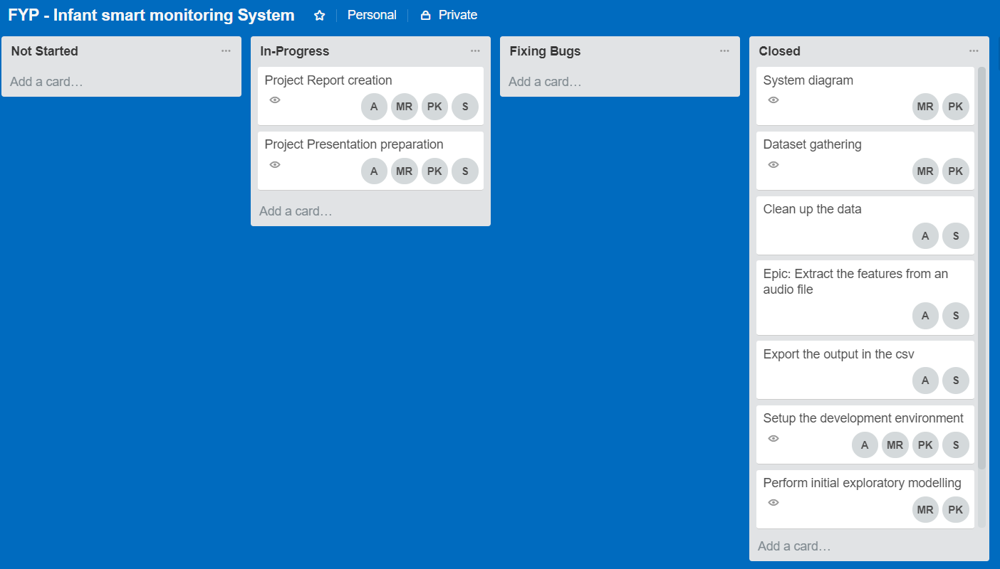 FYP - Infant smart monitoring System Personal Private
Not Started
Add a card…
In-Progress
Project Report creation
A MR PK S
Project Presentation preparation
A MR PK S
Add a card…
Fixing Bugs
Add a card…
Closed
System diagram
MR PK
Dataset gathering
MR PK
Clean up the data
A S
Epic: Extract the features from an
audio file
A S
Export the output in the csv
A S
Setup the development environment
A MR PK S
Perform initial exploratory modelling
MR PK
Add a card…